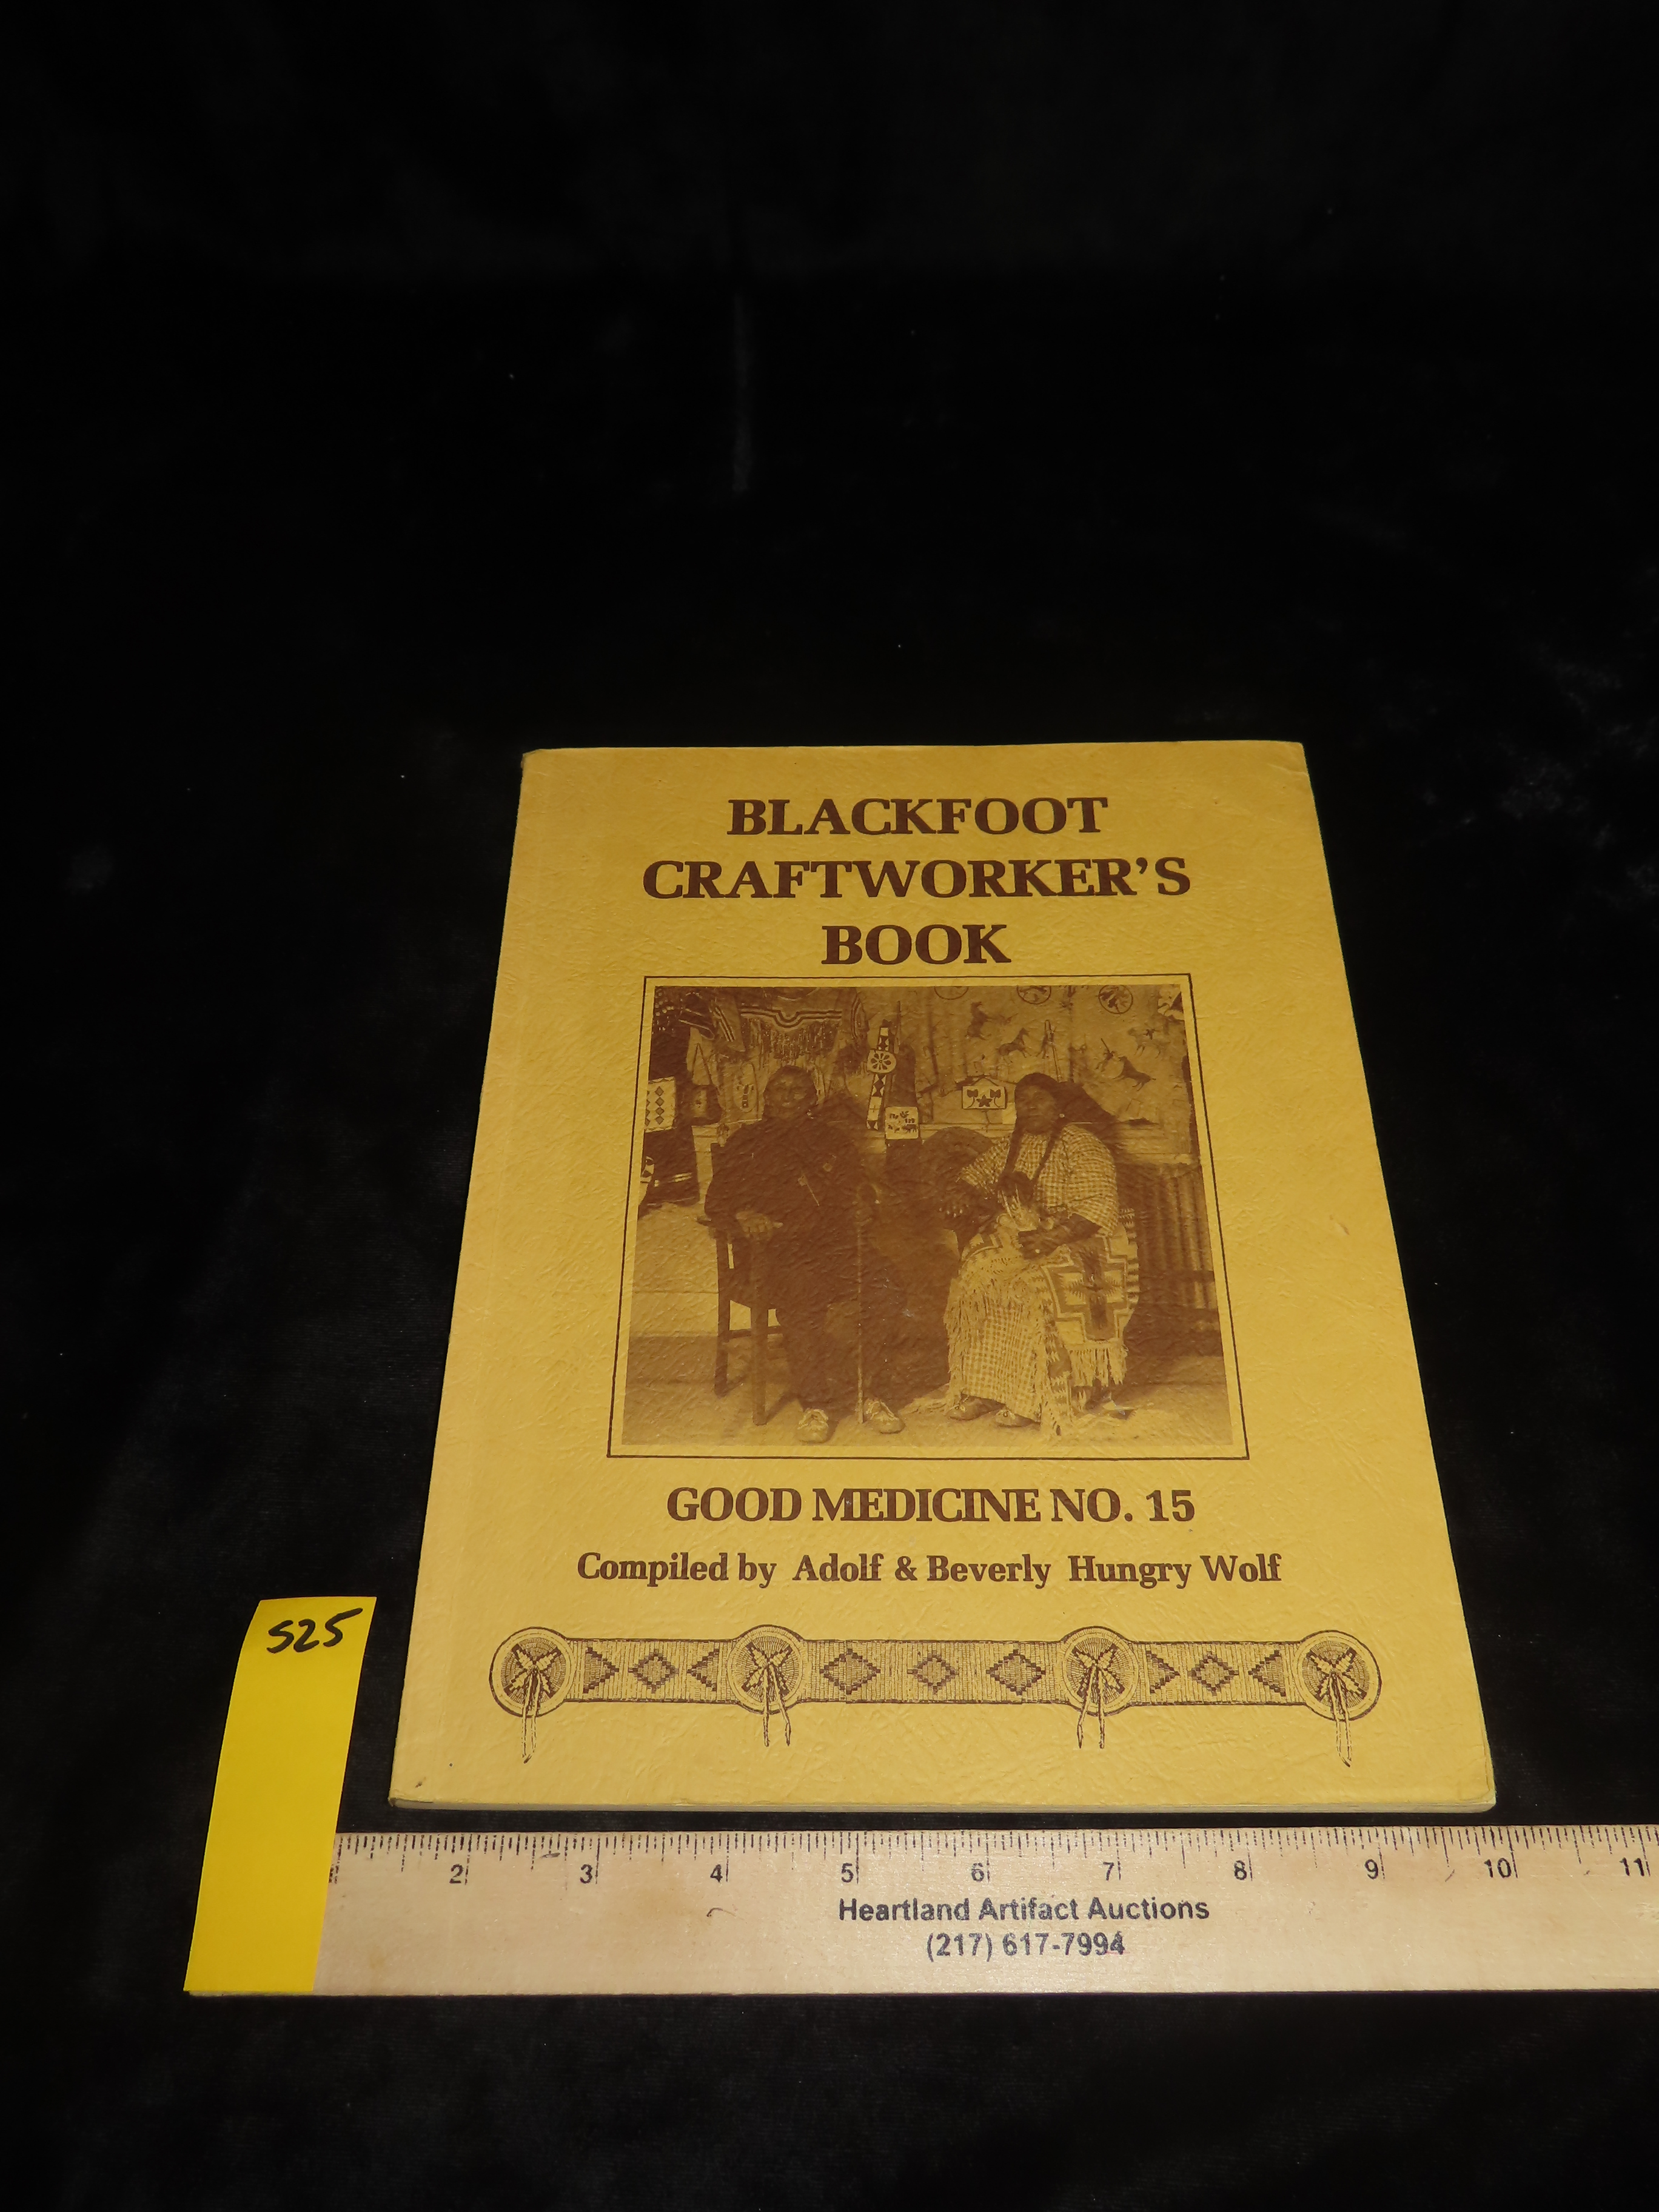 BLACKFOOT
CRAFTWORKER'S
BOOK
GOOD MEDICINE NO. 15
Compiled by Adolf & Beverly Hungry Wolf
525
2 3 4 5 6 7 8 9 10 11
Heartland Artifact Auctions
(217) 617-7994